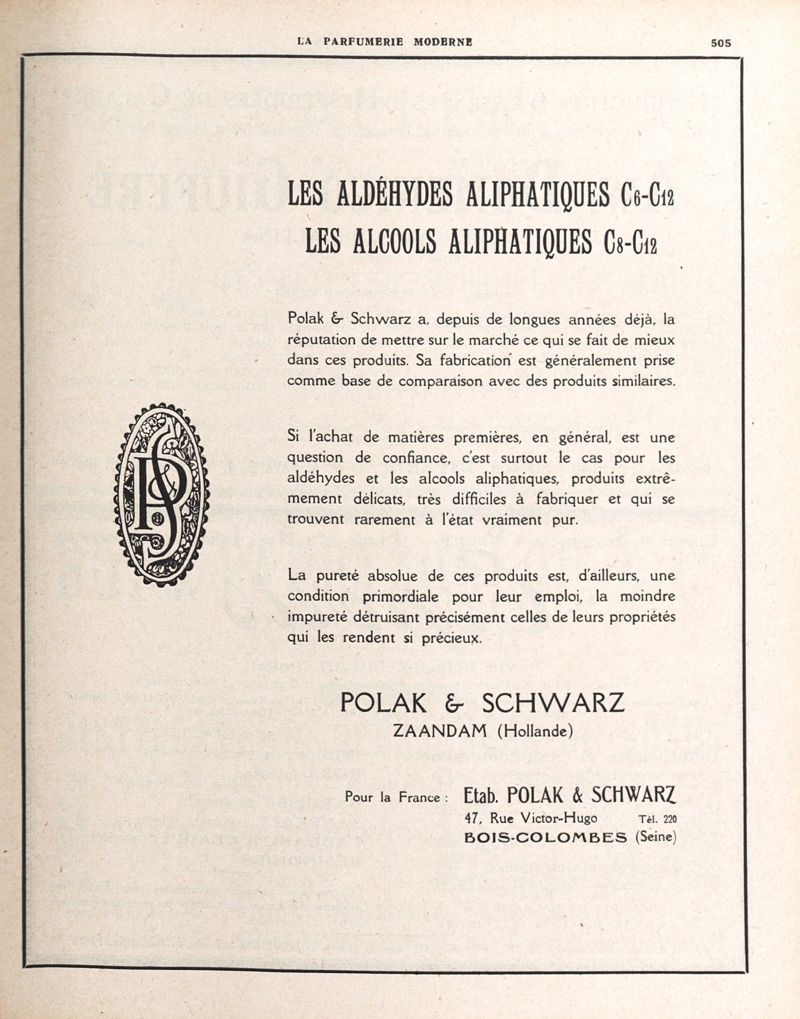 LA PARFUMERIE MODERNE
505
LES ALDÉHYDES ALIPHATIQUES C6-C12
LES ALCOOLS ALIPHATIQUES C8-C12
Polak & Schwarz a, depuis de longues années déjà, la
réputation de mettre sur le marché ce qui se fait de mieux
dans ces produits. Sa fabrication est généralement prise
comme base de comparaison avec des produits similaires.
Si l'achat de matières premières, en général, est une
question de confiance, c'est surtout le cas pour les
aldéhydes et les alcools aliphatiques, produits extrê-
mement délicats, très difficiles à fabriquer et qui se
trouvent rarement à l'état vraiment pur.
P&S
La pureté absolue de ces produits est, d'ailleurs, une
condition primordiale pour leur emploi, la moindre
impureté détruisant précisément celles de leurs propriétés
qui les rendent si précieux.
POLAK & SCHWARZ
ZAANDAM (Hollande)
Pour la France : Etab. POLAK & SCHWARZ
47, Rue Victor-Hugo Tél. 220
BOIS-COLOMBES (Seine)